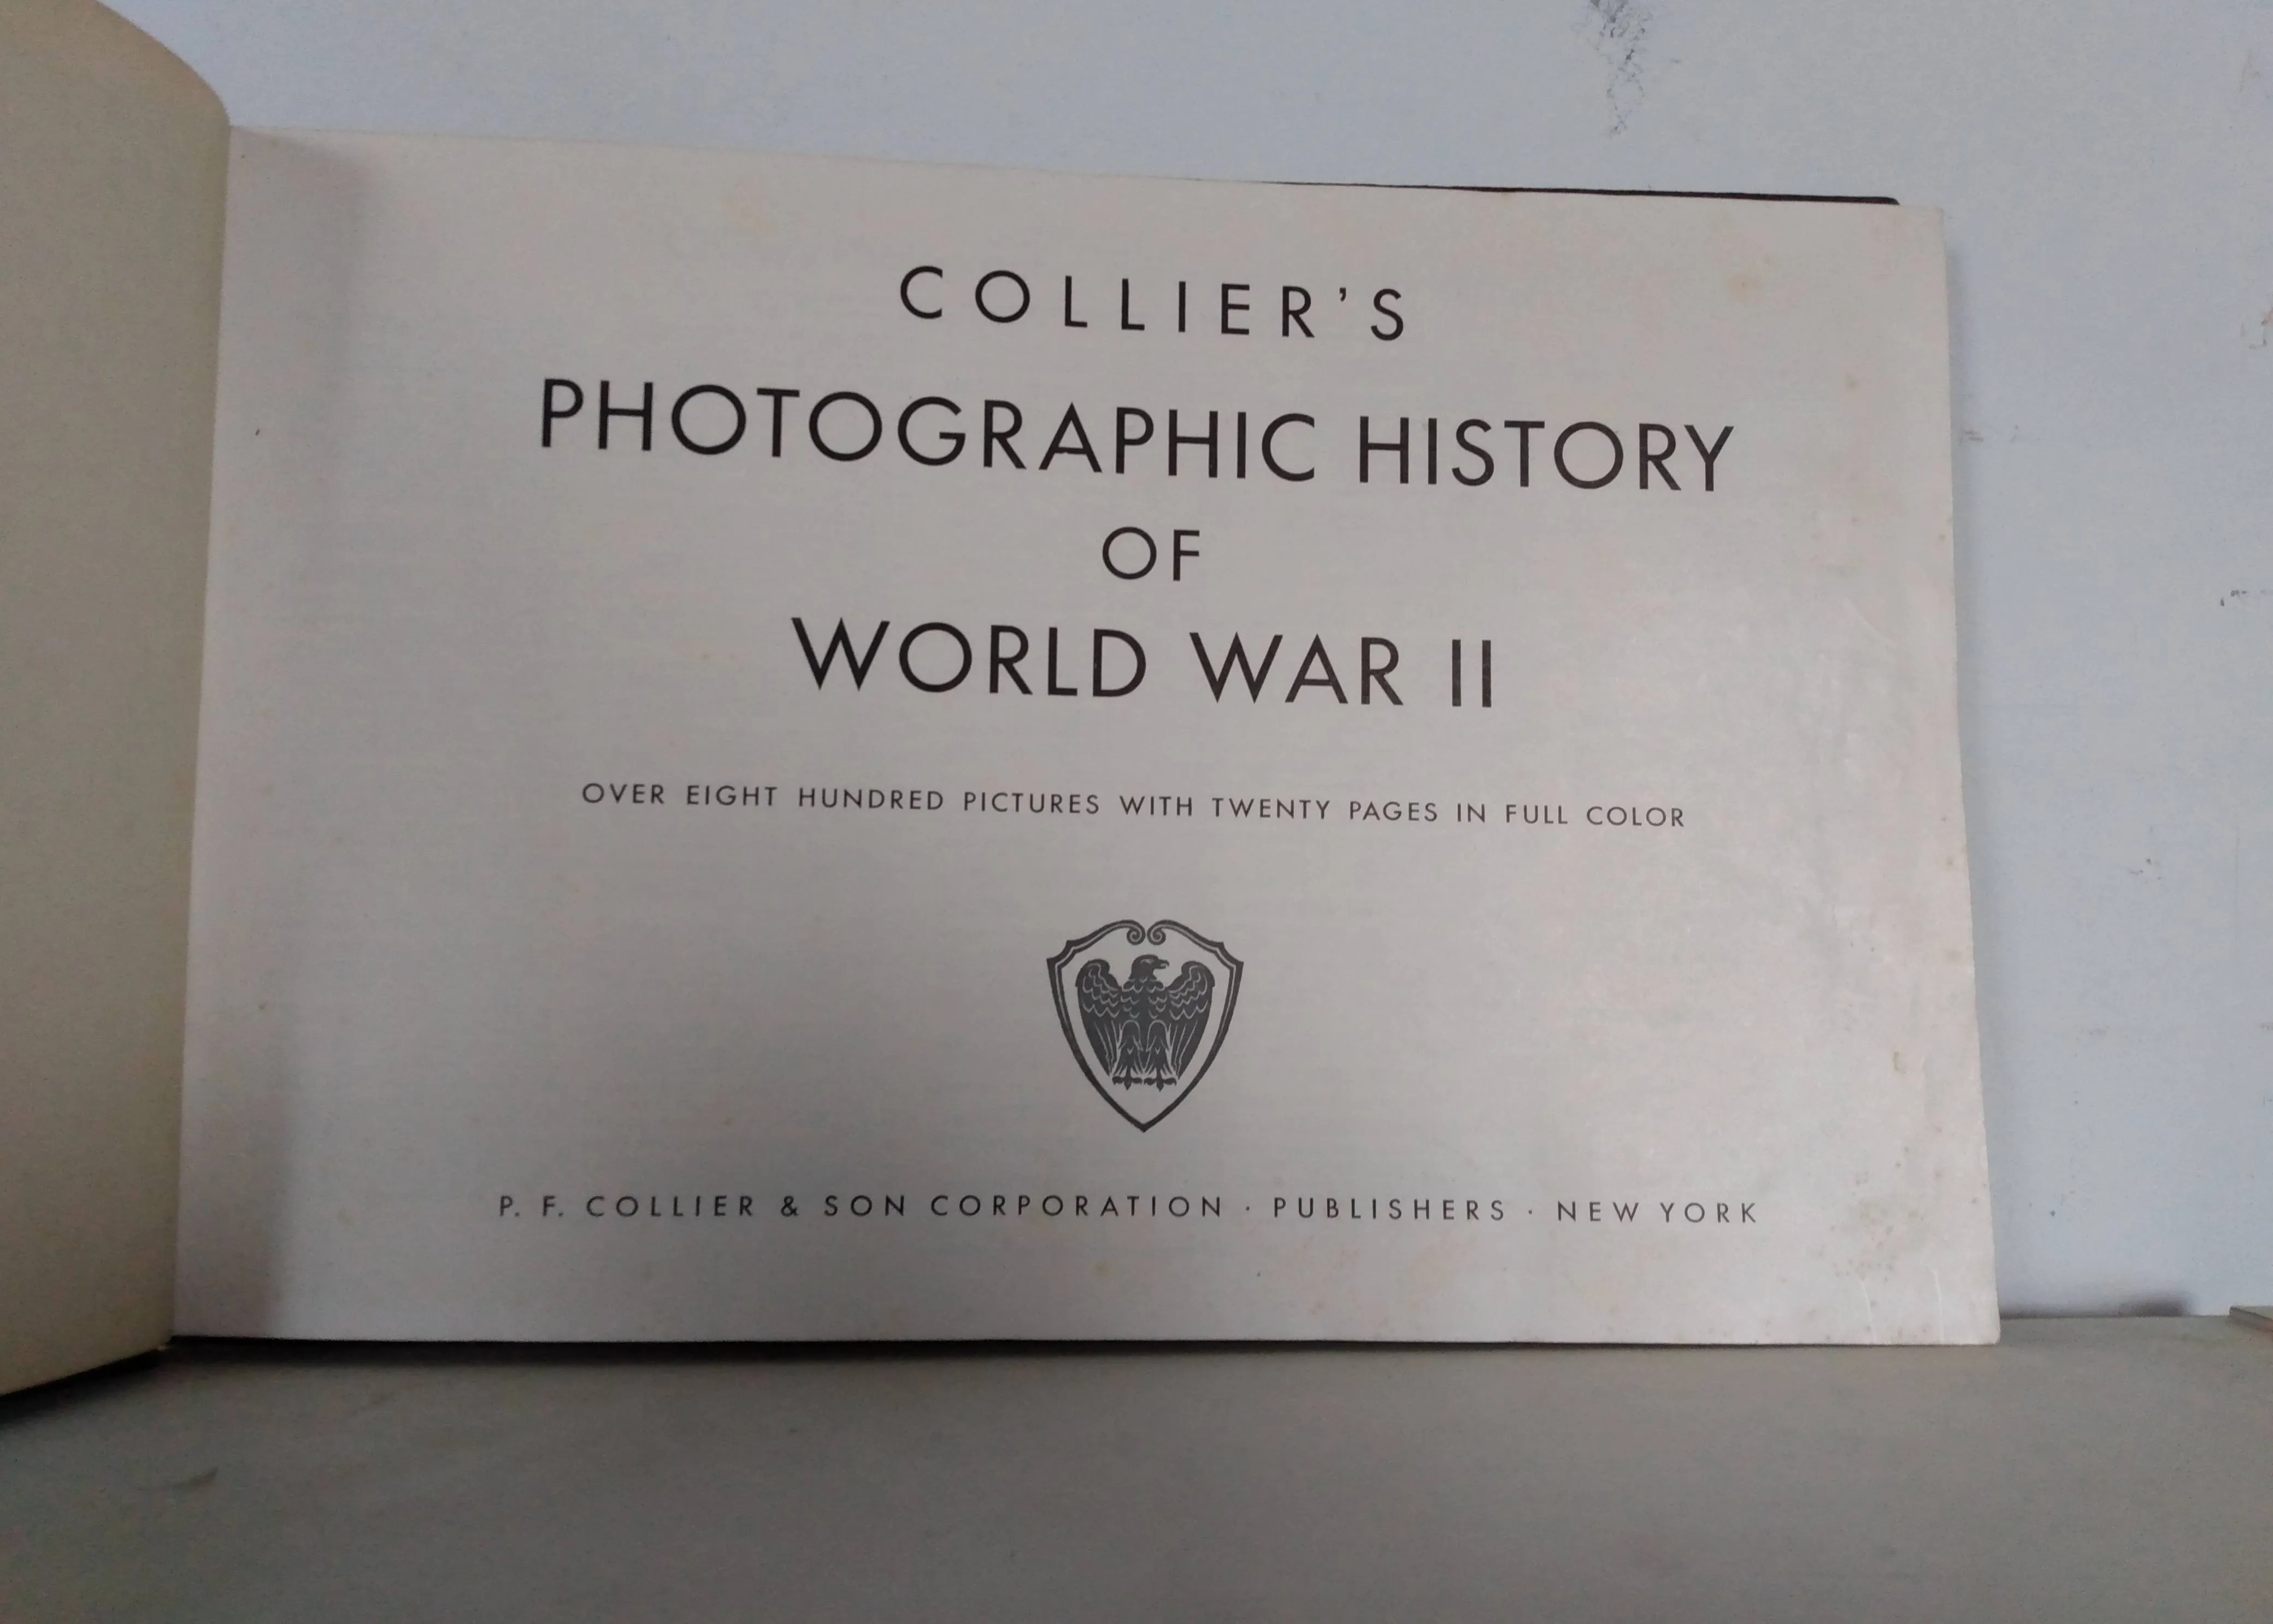 COLLIER'S
PHOTOGRAPHIC HISTORY
OF
WORLD WAR II
OVER EIGHT HUNDRED PICTURES WITH TWENTY PAGES IN FULL COLOR
P. F. COLLIER & SON CORPORATION · PUBLISHERS · NEW YORK